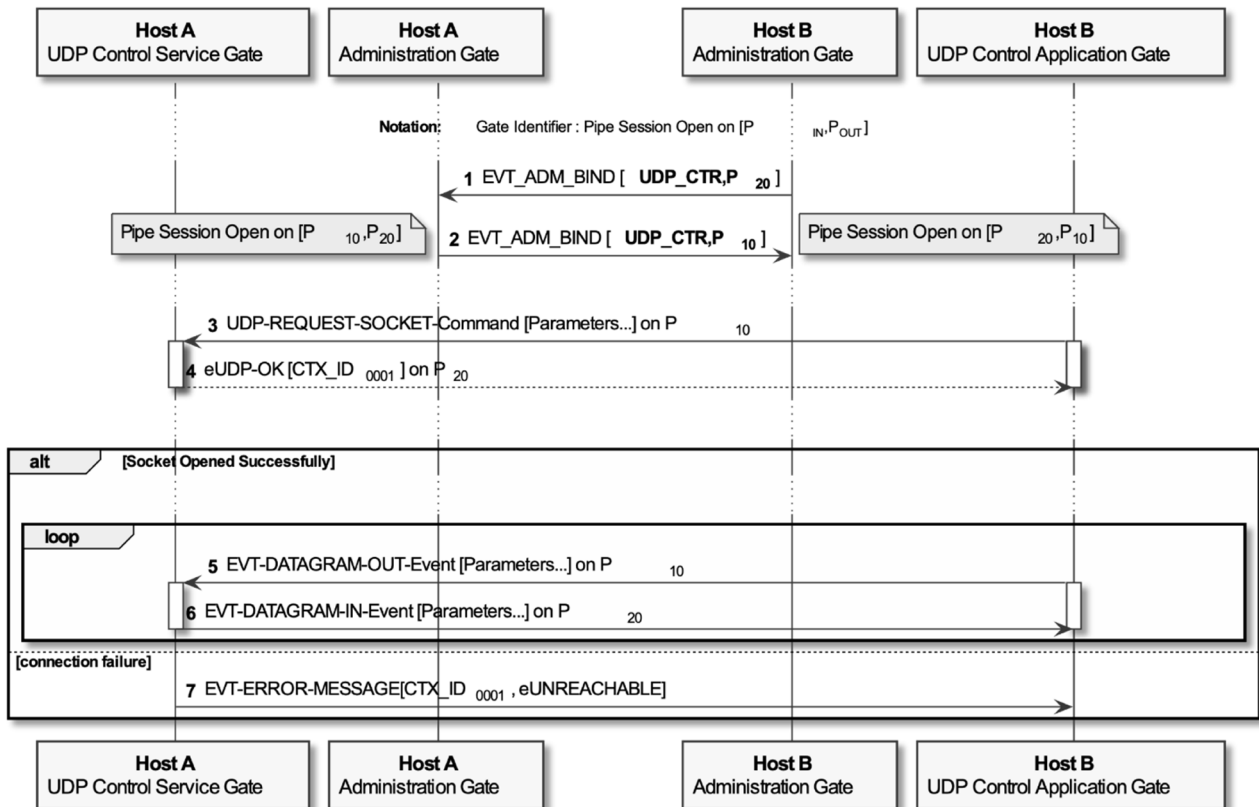 Host A
UDP Control Service Gate
Host A
Administration Gate
Host B
Administration Gate
Host B
UDP Control Application Gate
Notation: Gate Identifier : Pipe Session Open on [P IN,POUT]
1 EVT_ADM_BIND [ UDP_CTR,P 20 ]
Pipe Session Open on [P 10,P20]
2 EVT_ADM_BIND [ UDP_CTR,P 10 ]
Pipe Session Open on [P 20,P10]
3 UDP-REQUEST-SOCKET-Command [Parameters...] on P 10
4 eUDP-OK [CTX_ID 0001 ] on P 20
alt [Socket Opened Successfully]
loop
5 EVT-DATAGRAM-OUT-Event [Parameters...] on P 10
6 EVT-DATAGRAM-IN-Event [Parameters...] on P 20
[connection failure]
7 EVT-ERROR-MESSAGE[CTX_ID 0001 , eUNREACHABLE]
Host A
UDP Control Service Gate
Host A
Administration Gate
Host B
Administration Gate
Host B
UDP Control Application Gate